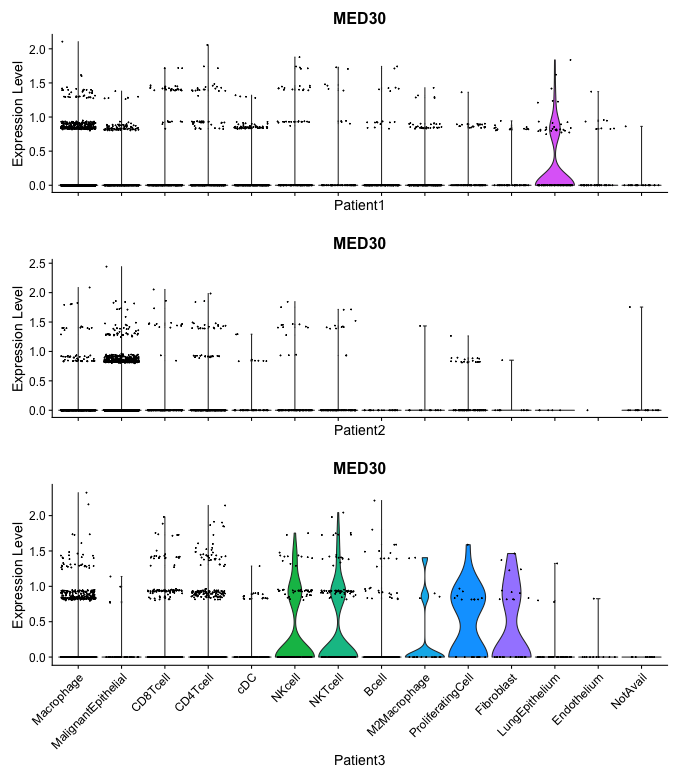 MED30
Expression Level
2.0
1.5
1.0
0.5
0.0
Patient1
MED30
Expression Level
2.5
2.0
1.5
1.0
0.5
0.0
Patient2
MED30
Expression Level
2.0
1.5
1.0
0.5
0.0
Macrophage
MalignantEpithelial
CD8Tcell
CD4Tcell
cDC
NKcell
NKTcell
Bcell
M2Macrophage
ProliferatingCell
Fibroblast
LungEpithelium
Endothelium
NotAvail
Patient3